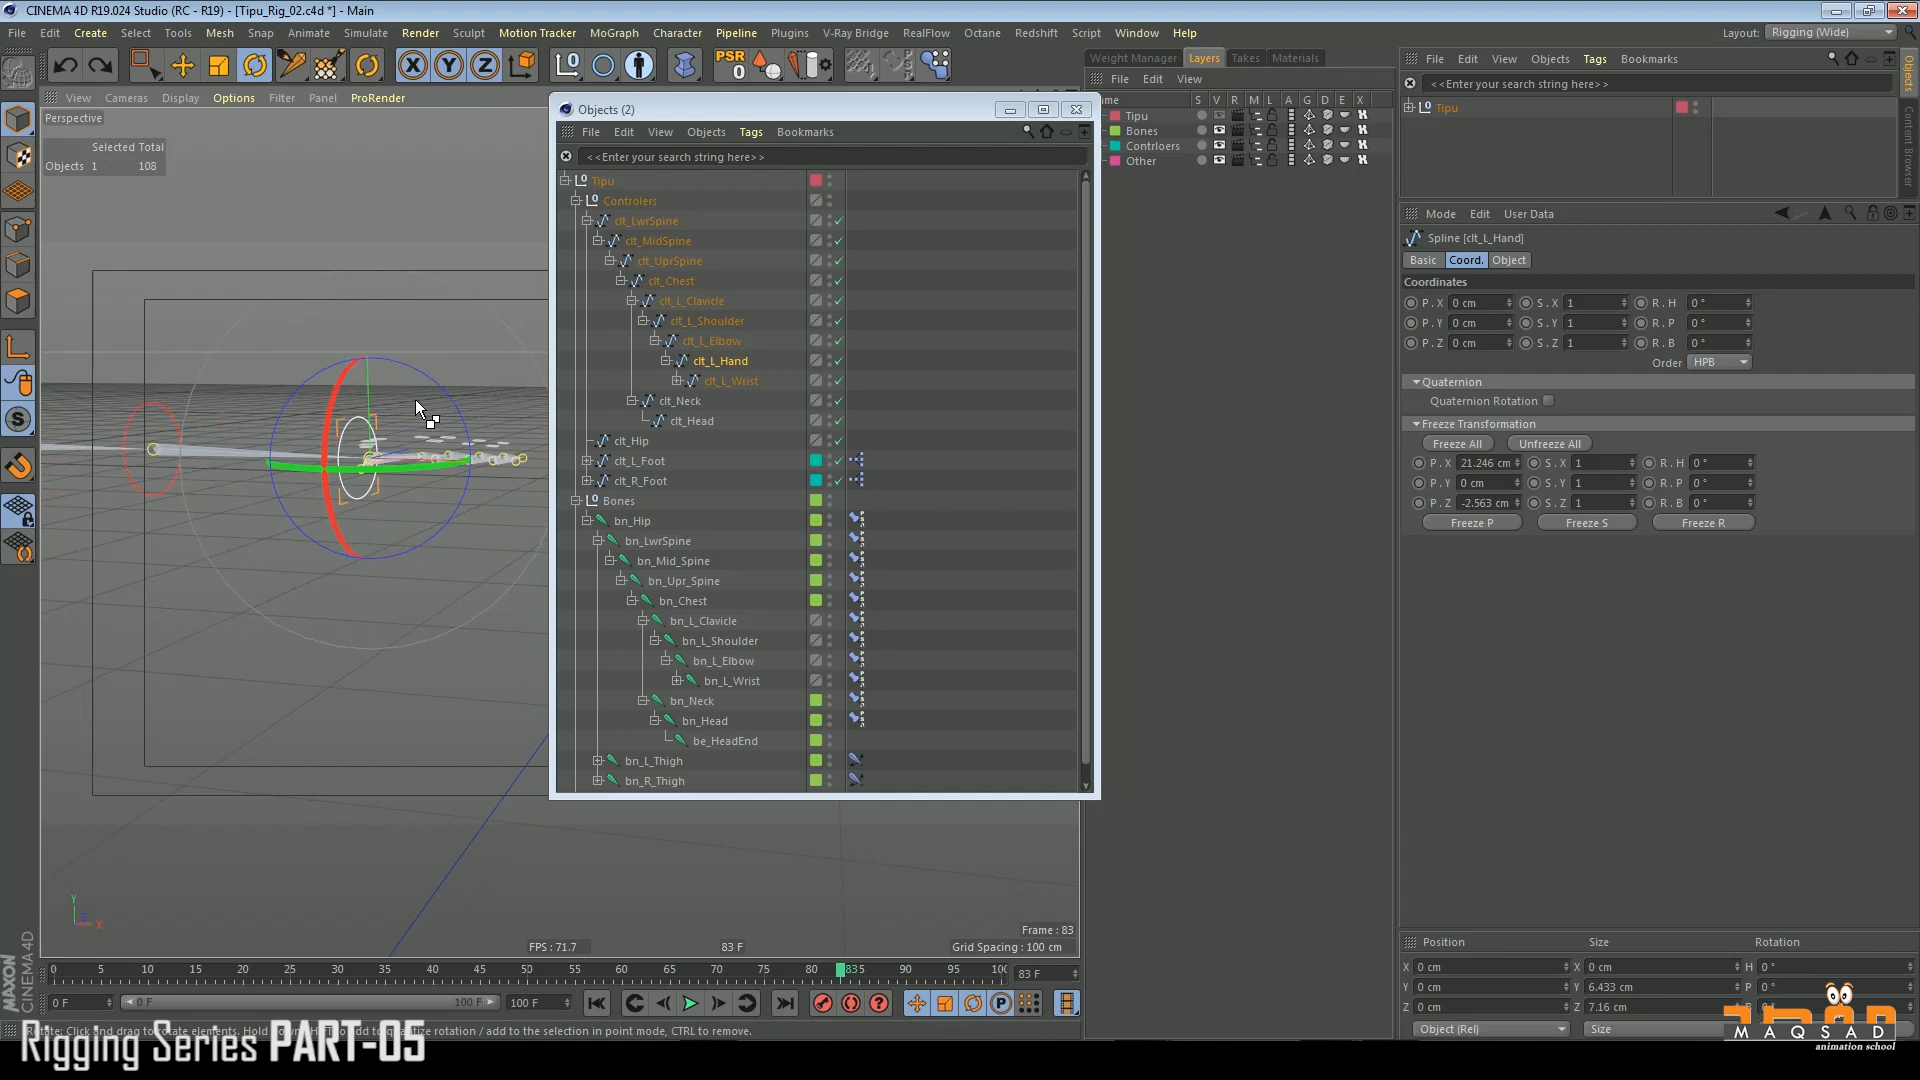 CINEMA 4D R19.024 Studio (RC - R19) - [Tipu_Rig_02.c4d *] - Main
File Edit Create Select Tools Mesh Snap Animate Simulate Render Sculpt Motion Tracker MoGraph Character Pipeline Plugins V-Ray Bridge RealFlow Octane Redshift Script Window Help Layout: Rigging (Wide)
PSR 0
View Cameras Display Options Filter Panel ProRender
Perspective
Selected Total
Objects 1 108
Objects (2)
File Edit View Objects Tags Bookmarks
<<Enter your search string here>>
Tipu
Controlers
clt_LwrSpine
clt_MidSpine
clt_UprSpine
clt_Chest
clt_L_Clavicle
clt_L_Shoulder
clt_L_Elbow
clt_L_Hand
clt_L_Wrist
clt_Neck
clt_Head
clt_Hip
clt_L_Foot
clt_R_Foot
Bones
bn_Hip
bn_LwrSpine
bn_Mid_Spine
bn_Upr_Spine
bn_Chest
bn_L_Clavicle
bn_L_Shoulder
bn_L_Elbow
bn_L_Wrist
bn_Neck
bn_Head
be_HeadEnd
bn_L_Thigh
bn_R_Thigh
Weight Manager Layers Takes Materials
File Edit View
ame S V R M L A G D E X
Tipu
Bones
Contrloers
Other
File Edit View Objects Tags Bookmarks
<<Enter your search string here>>
Tipu
Objects
Content Browser
Mode Edit User Data
Spline [clt_L_Hand]
Basic Coord. Object
Coordinates
P . X 0 cm S . X 1 R . H 0 °
P . Y 0 cm S . Y 1 R . P 0 °
P . Z 0 cm S . Z 1 R . B 0 °
Order HPB
Quaternion
Quaternion Rotation
Freeze Transformation
Freeze All Unfreeze All
P . X 21.246 cm S . X 1 R . H 0 °
P . Y 0 cm S . Y 1 R . P 0 °
P . Z -2.563 cm S . Z 1 R . B 0 °
Freeze P Freeze S Freeze R
Y
Z
X
Frame : 83
FPS : 71.7 83 F Grid Spacing : 100 cm
0 5 10 15 20 25 30 35 40 45 50 55 60 65 70 75 80 835 90 95 100 83 F
0 F 0 F 100 F 100 F
MAXON CINEMA 4D
Position Size Rotation
X 0 cm X 0 cm H 0 °
Y 0 cm Y 6.433 cm P 0 °
Z 0 cm Z 7.16 cm
Object (Rel) Size
Rigging Series PART-05
MAQSAD
animation school